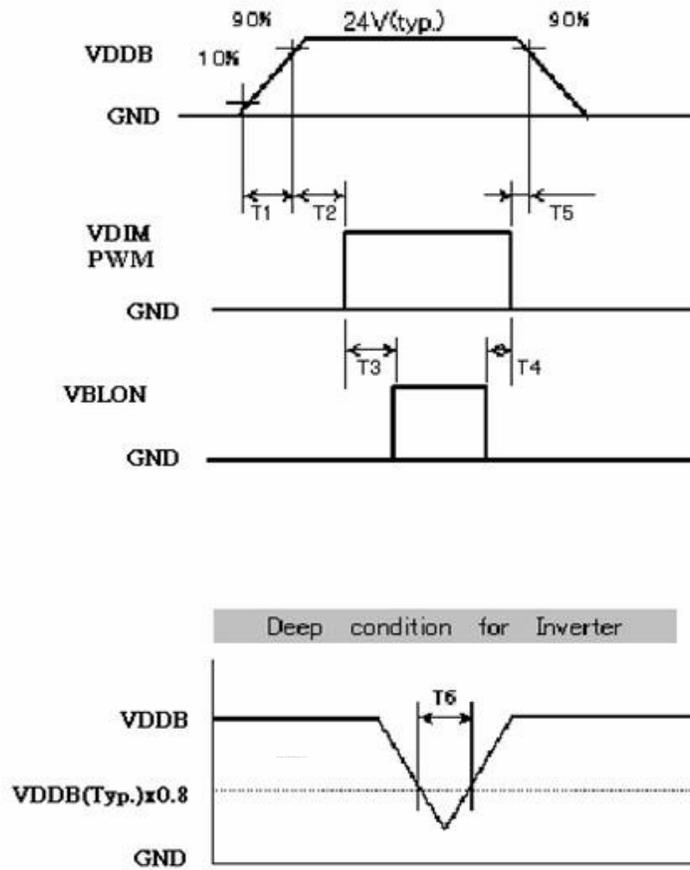 90% 24V(typ.) 90%
VDDB
10%
GND
T1 T2 T5
VDIM
PWM
GND
T3 T4
VBLON
GND
Deep condition for Inverter
T6
VDDB
VDDB(Typ.)x0.8
GND